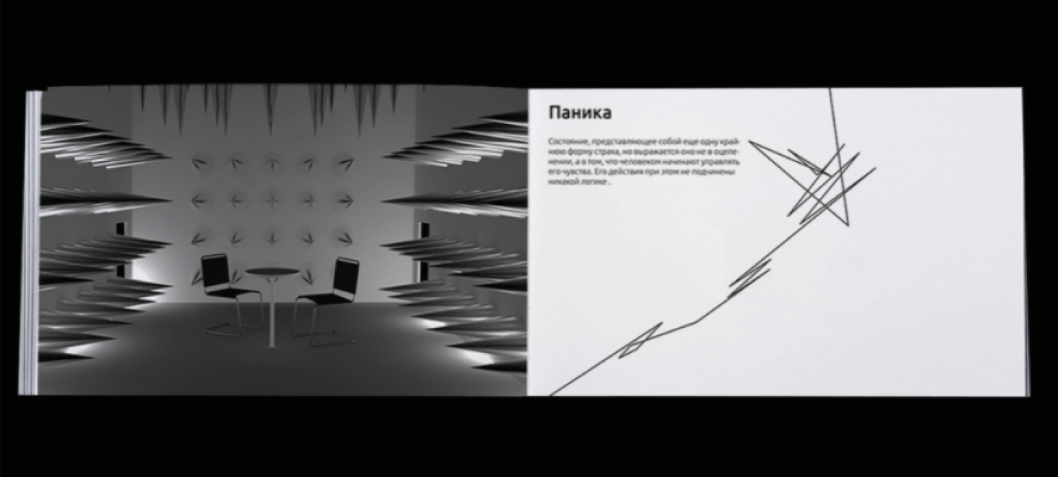 Паника
Состояние, представляющее собой еще одну край-
нюю форму страха, но выражается оно не в оцепе-
нении, а в том, что человеком начинают управлять
его чувства. Его действия при этом не подчинены
никакой логике .